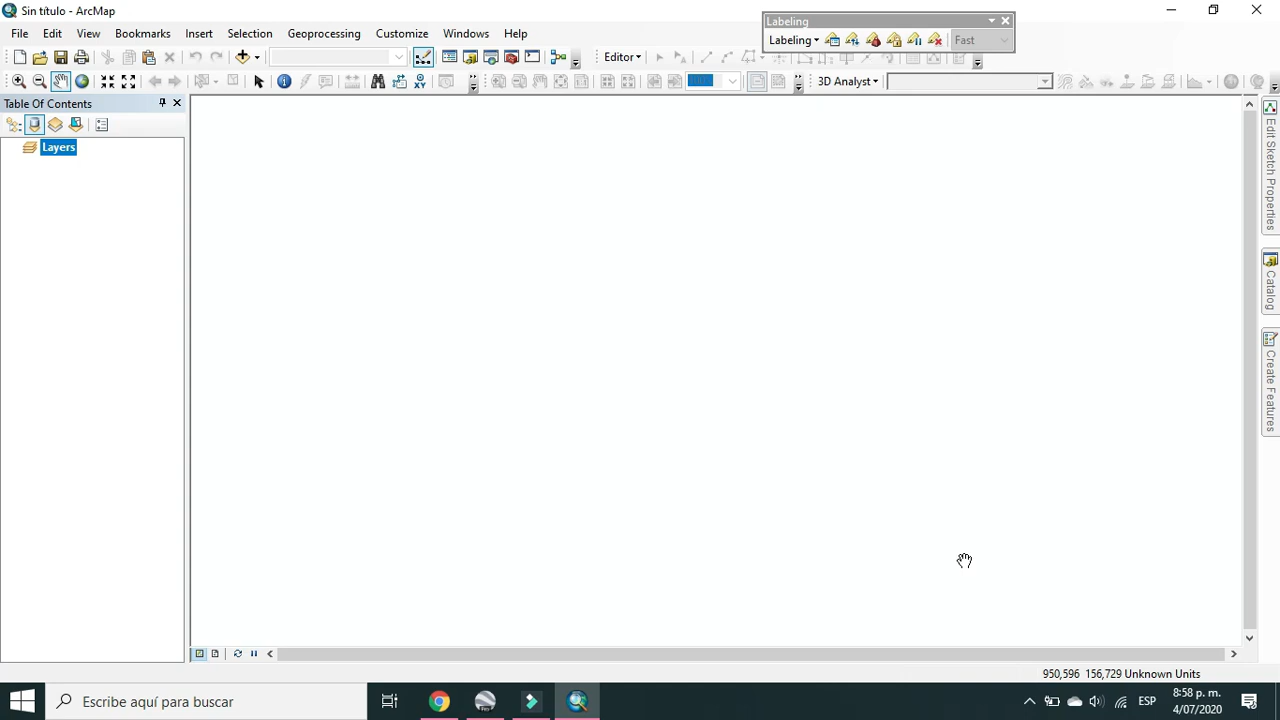 Sin título - ArcMap
Labeling
File Edit View Bookmarks Insert Selection Geoprocessing Customize Windows Help
Labeling Fast
Editor
3D Analyst
Table Of Contents
Layers
Edit Sketch Properties
Catalog
Create Features
950,596 156,729 Unknown Units
Escribe aquí para buscar
ESP
8:58 p. m.
4/07/2020